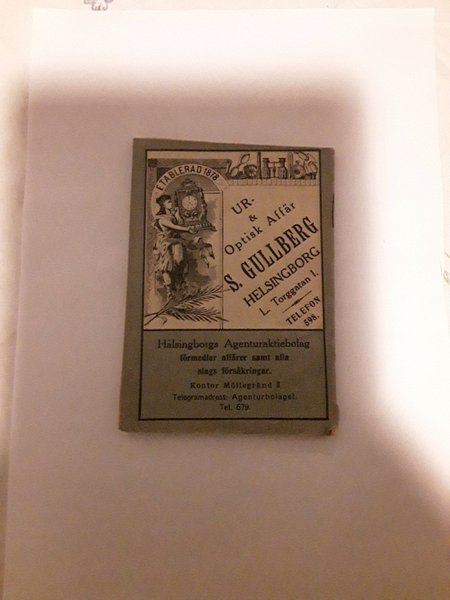 ETABLERAD 1878
UR-
&
Optisk Affär
S. GULLBERG
HELSINGBORG
L. Torggatan 1.
TELEFON
598.
Hälsingborgs Agenturaktiebolag
förmedlar affärer samt alla
slags försäkringar.
Kontor Möllegränd 2
Telegramadress: Agenturbolaget.
Tel. 679.